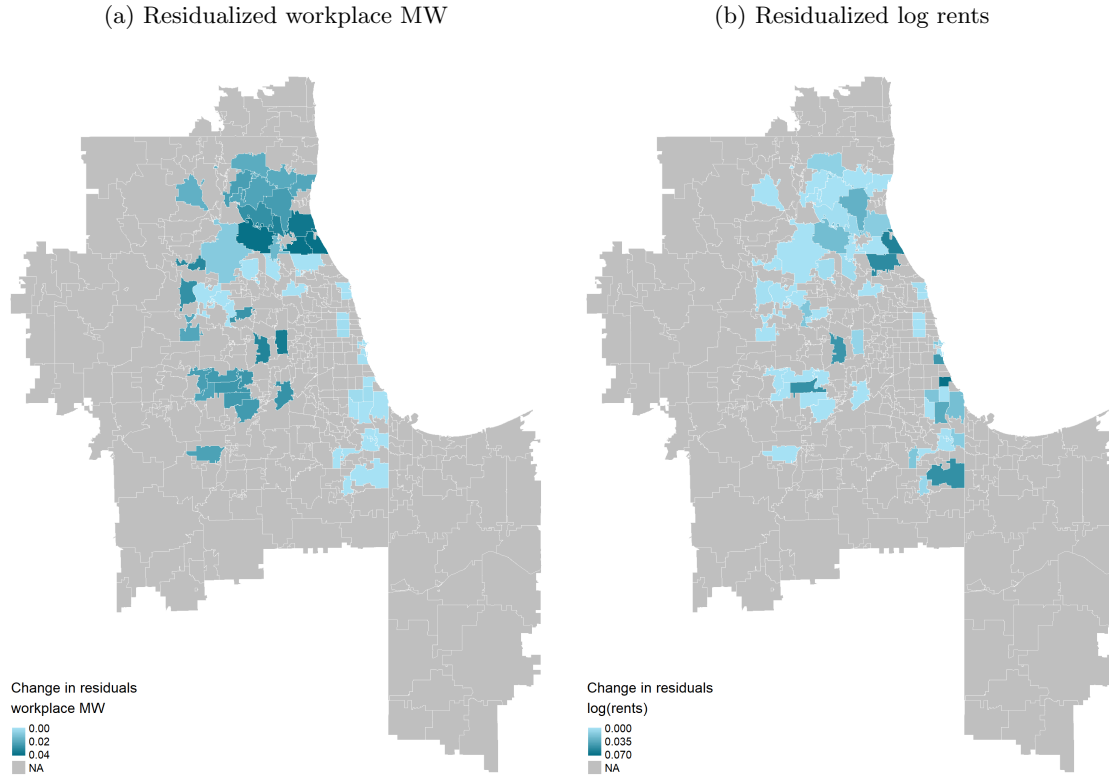 (a) Residualized workplace MW
(b) Residualized log rents
Change in residuals
workplace MW
0.00
0.02
0.04
NA
Change in residuals
log(rents)
0.000
0.035
0.070
NA